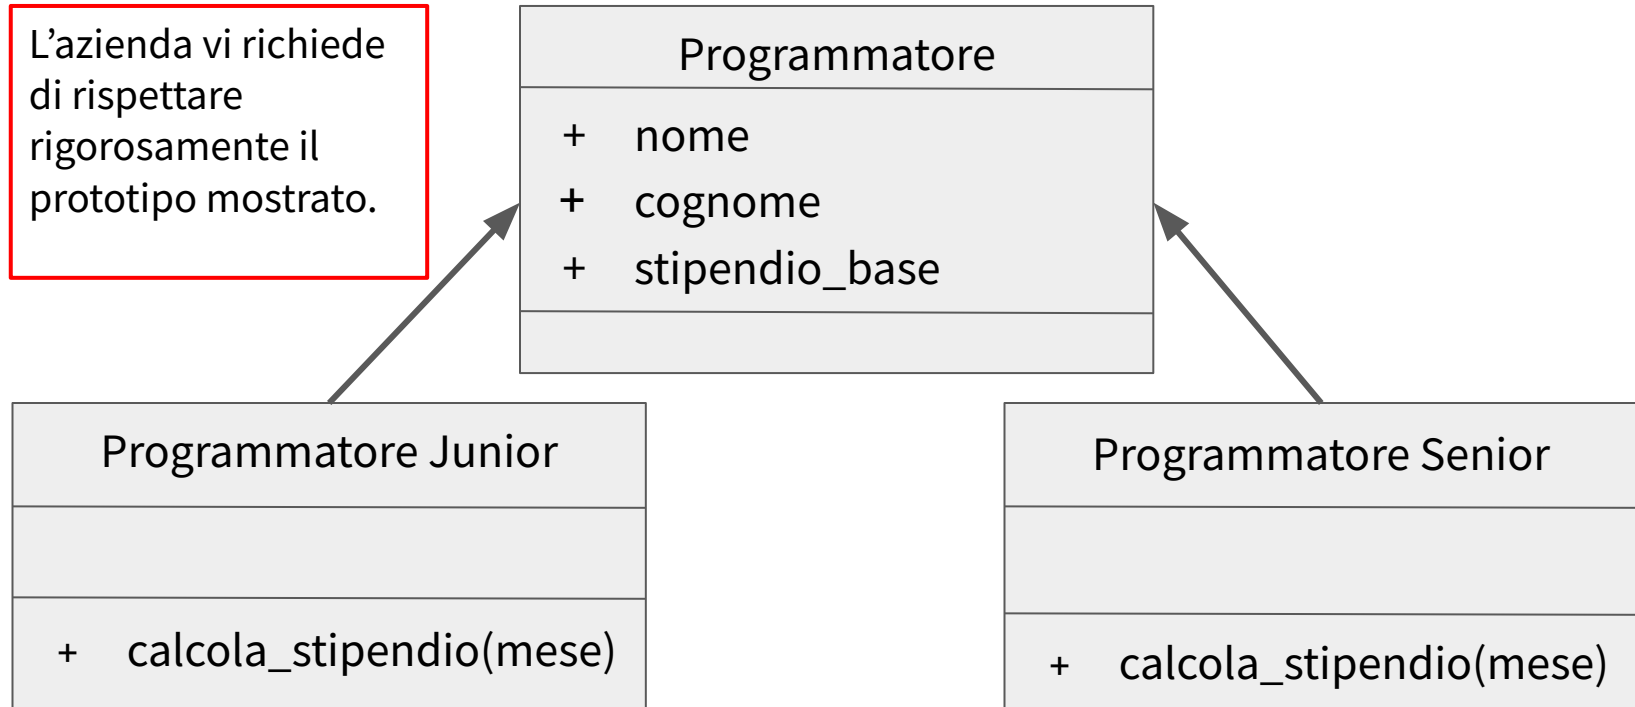 L’azienda vi richiede
di rispettare
rigorosamente il
prototipo mostrato.
Programmatore
+ nome
+ cognome
+ stipendio_base
Programmatore Junior
+ calcola_stipendio(mese)
Programmatore Senior
+ calcola_stipendio(mese)